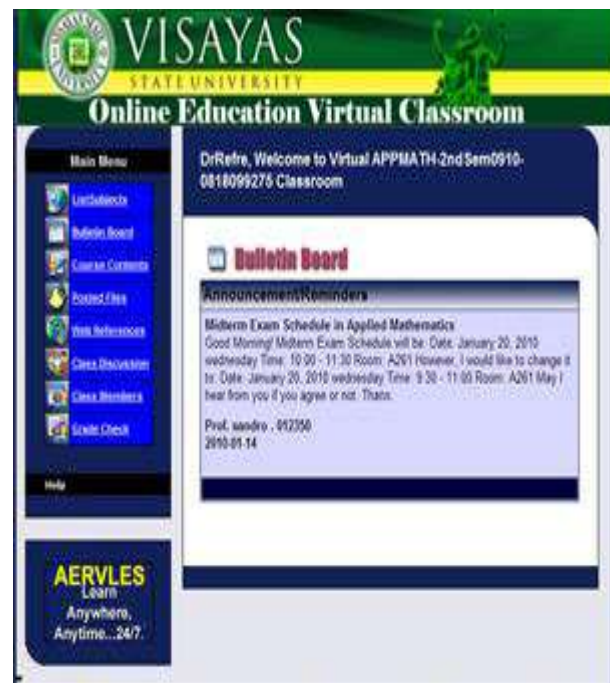 VISAYAS
STATE UNIVERSITY
Online Education Virtual Classroom
Main Menu
ListSubjects
Bulletin Board
Course Contents
Posted Files
Web References
Class Discussion
Class Members
Grade Check
Help
AERVLES
Learn
Anywhere,
Anytime...24/7.
DrRefre, Welcome to Virtual APPMATH-2ndSem0910-
0818099275 Classroom
Bulletin Board
Announcement/Reminders
Midterm Exam Schedule in Applied Mathematics
Good Morning! Midterm Exam Schedule will be: Date: January 20, 2010
wednesday Time: 10:00 - 11:30 Room: A261 However, I would like to change it
to: Date: January 20, 2010 wednesday Time: 9:30 - 11:00 Room: A261 May I
hear from you if you agree or not. Thanx.
Prof. sandro . 012350
2010-01-14